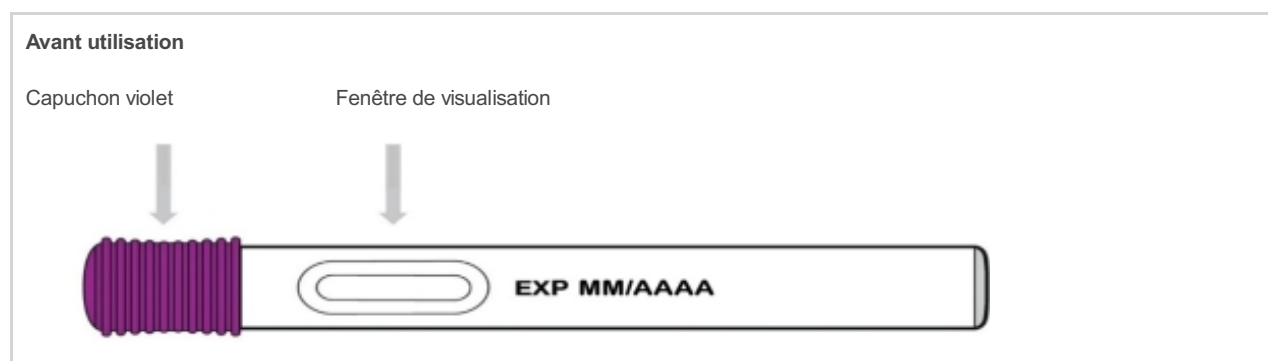 Avant utilisation
Capuchon violet Fenêtre de visualisation
EXP MM/AAAA